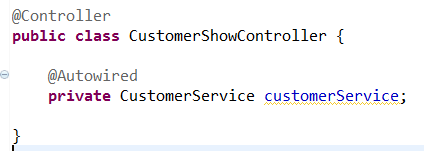 @Controller
public class CustomerShowController {
@Autowired
private CustomerService customerService;
}